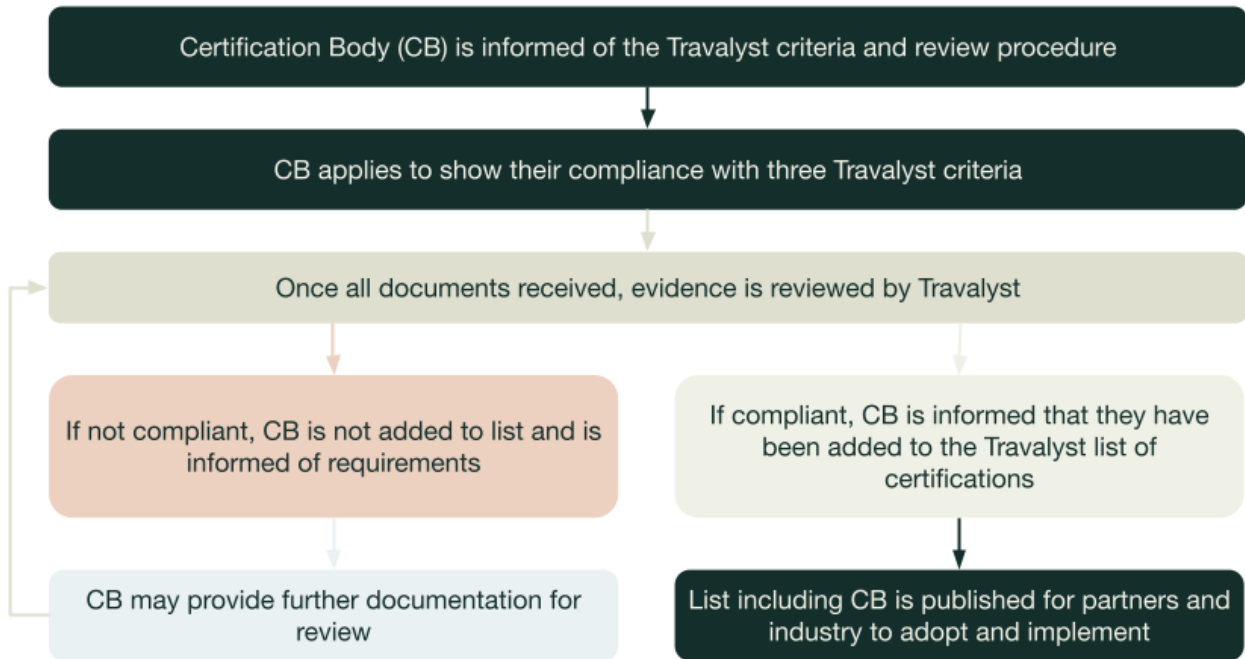 Certification Body (CB) is informed of the Travalyst criteria and review procedure
CB applies to show their compliance with three Travalyst criteria
Once all documents received, evidence is reviewed by Travalyst
If not compliant, CB is not added to list and is
informed of requirements
If compliant, CB is informed that they have
been added to the Travalyst list of
certifications
CB may provide further documentation for
review
List including CB is published for partners and
industry to adopt and implement